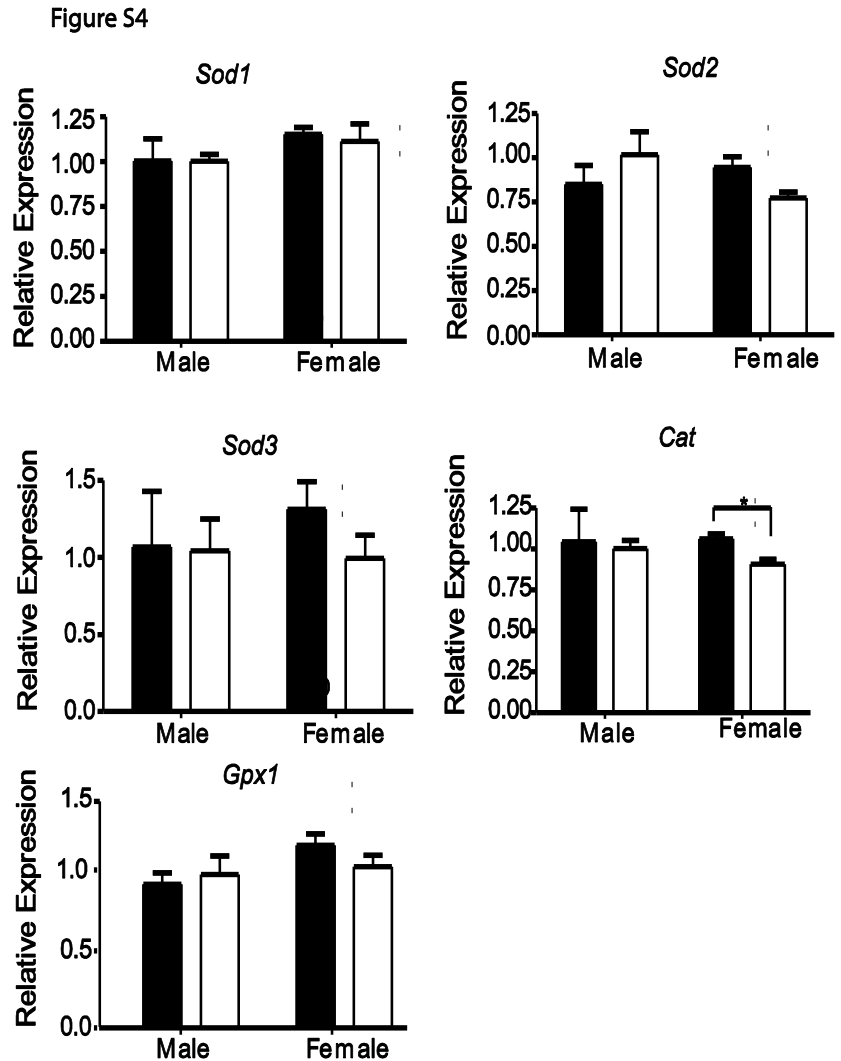 Figure S4
Sod1
Relative Expression
1.25
1.00
0.75
0.50
0.25
0.00
Male Female
Sod2
Relative Expression
1.25
1.00
0.75
0.50
0.25
0.00
Male Female
Sod3
Relative Expression
1.5
1.0
0.5
0.0
Male Female
Cat
Relative Expression
1.25
1.00
0.75
0.50
0.25
0.00
*
Male Female
Gpx1
Relative Expression
1.5
1.0
0.5
0.0
Male Female